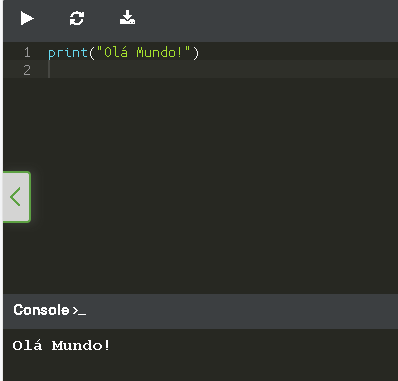 1 print("Olá Mundo!")
2
Console >_
Olá Mundo!